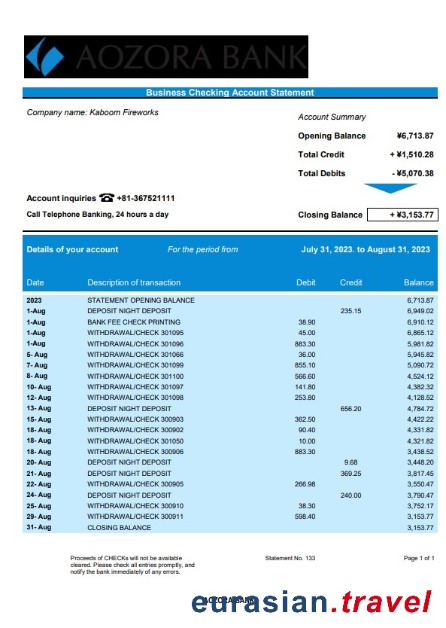 AOZORA BANK
Business Checking Account Statement
Company name: Kaboom Fireworks
Account Summary
Opening Balance ¥6,713.87
Total Credit + ¥1,510.28
Total Debits - ¥5,070.38
Account inquiries ☎ +81-367521111
Call Telephone Banking, 24 hours a day
Closing Balance + ¥3,153.77
Details of your account For the period from July 31, 2023. to August 31, 2023
Date Description of transaction Debit Credit Balance
2023 STATEMENT OPENING BALANCE 6,713.87
1-Aug DEPOSIT NIGHT DEPOSIT 235.15 6,949.02
1-Aug BANK FEE CHECK PRINTING 38.90 6,910.12
1-Aug WITHDRAWAL/CHECK 301095 45.00 6,865.12
1-Aug WITHDRAWAL/CHECK 301096 883.30 5,981.82
5- Aug WITHDRAWAL/CHECK 301066 36.00 5,945.82
7- Aug WITHDRAWAL/CHECK 301099 855.10 5,090.72
8- Aug WITHDRAWAL/CHECK 301100 566.60 4,524.12
10- Aug WITHDRAWAL/CHECK 301097 141.80 4,382.32
12- Aug WITHDRAWAL/CHECK 301098 253.80 4,128.52
13- Aug DEPOSIT NIGHT DEPOSIT 656.20 4,784.72
15- Aug WITHDRAWAL/CHECK 300903 362.50 4,422.22
18- Aug WITHDRAWAL/CHECK 300902 90.40 4,331.82
18- Aug WITHDRAWAL/CHECK 301050 10.00 4,321.82
18- Aug WITHDRAWAL/CHECK 300906 883.30 3,438.52
20- Aug DEPOSIT NIGHT DEPOSIT 9.68 3,448.20
21- Aug DEPOSIT NIGHT DEPOSIT 369.25 3,817.45
22- Aug WITHDRAWAL/CHECK 300905 266.98 3,550.47
24- Aug DEPOSIT NIGHT DEPOSIT 240.00 3,790.47
25- Aug WITHDRAWAL/CHECK 300910 38.30 3,752.17
29- Aug WITHDRAWAL/CHECK 300911 598.40 3,153.77
31- Aug CLOSING BALANCE 3,153.77
Proceeds of CHECKs will not be available
cleared. Please check all entries promptly, and
notify the bank immediately of any errors.
Statement No. 133
Page 1 of 1
AOZORA BANK
eurasian.travel